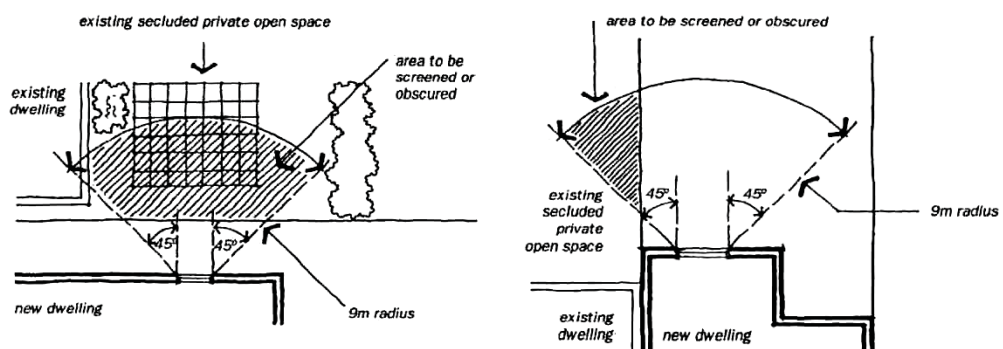 existing secluded private open space
area to be
screened or
obscured
existing
dwelling
45°
45°
new dwelling
9m radius
area to be screened or obscured
45°
45°
existing
secluded
private
open space
9m radius
existing
dwelling
new dwelling